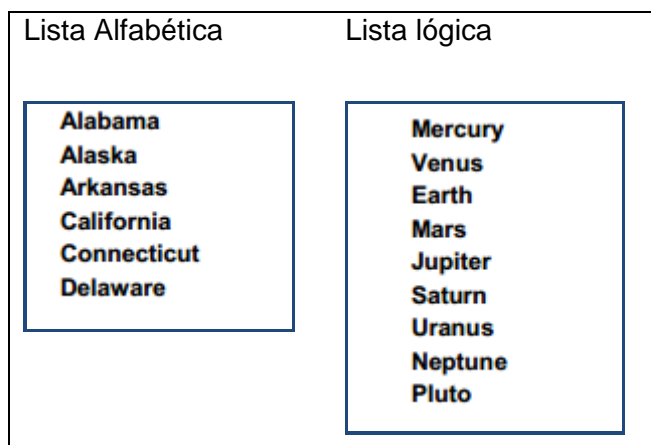 Lista Alfabética
Alabama
Alaska
Arkansas
California
Connecticut
Delaware
Lista lógica
Mercury
Venus
Earth
Mars
Jupiter
Saturn
Uranus
Neptune
Pluto